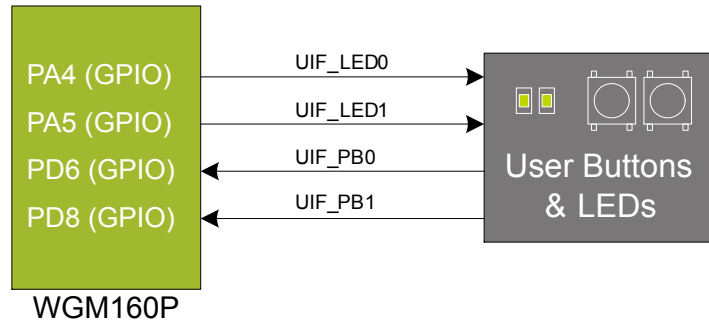 PA4 (GPIO)
PA5 (GPIO)
PD6 (GPIO)
PD8 (GPIO)
WGM160P
UIF_LED0
UIF_LED1
UIF_PB0
UIF_PB1
User Buttons
& LEDs